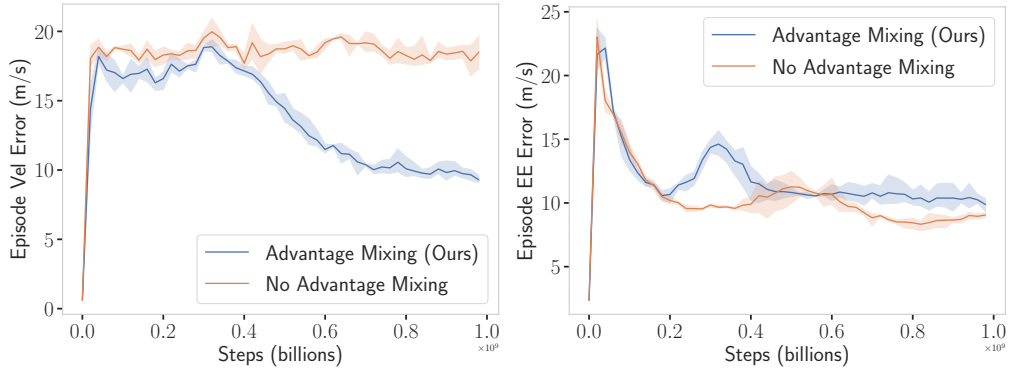 Episode Vel Error (m/s)
20
15
10
5
0
Advantage Mixing (Ours)
No Advantage Mixing
0.0 0.2 0.4 0.6 0.8 1.0
×10⁹
Steps (billions)
Episode EE Error (m/s)
25
20
15
10
5
Advantage Mixing (Ours)
No Advantage Mixing
0.0 0.2 0.4 0.6 0.8 1.0
×10⁹
Steps (billions)